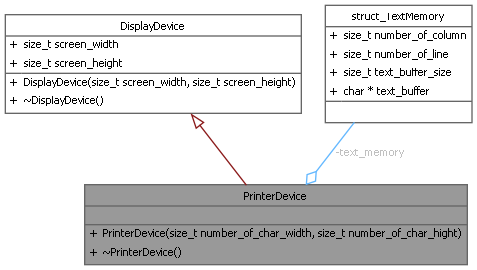 DisplayDevice
+ size_t screen_width
+ size_t screen_height
+ DisplayDevice(size_t screen_width, size_t screen_height)
+ ~DisplayDevice()
struct_TextMemory
+ size_t number_of_column
+ size_t number_of_line
+ size_t text_buffer_size
+ char * text_buffer
-text_memory
PrinterDevice
+ PrinterDevice(size_t number_of_char_width, size_t number_of_char_hight)
+ ~PrinterDevice()